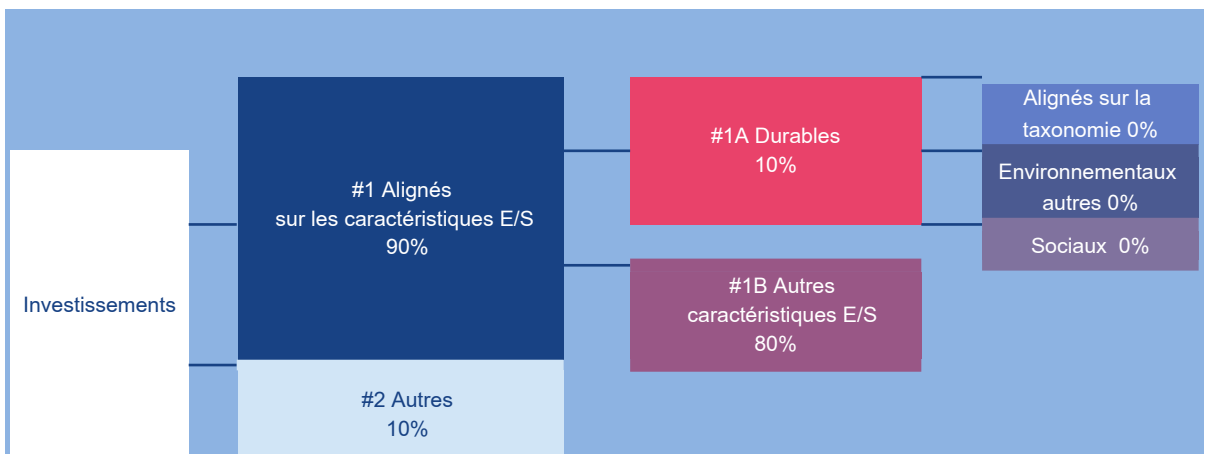 Investissements
#1 Alignés
sur les caractéristiques E/S
90%
#2 Autres
10%
#1A Durables
10%
#1B Autres
caractéristiques E/S
80%
Alignés sur la
taxonomie 0%
Environnementaux
autres 0%
Sociaux 0%